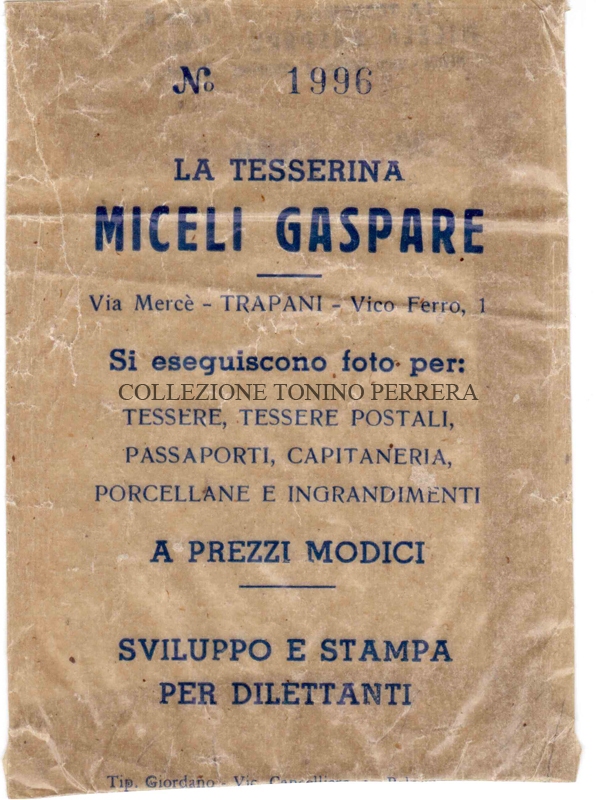 № 1996
LA TESSERINA
MICELI GASPARE
Via Mercè - TRAPANI - Vico Ferro, 1
Si eseguiscono foto per:
COLLEZIONE TONINO PERRERA
TESSERE, TESSERE POSTALI,
PASSAPORTI, CAPITANERIA,
PORCELLANE E INGRANDIMENTI
A PREZZI MODICI
SVILUPPO E STAMPA
PER DILETTANTI
Tip. Giordano - Vic.